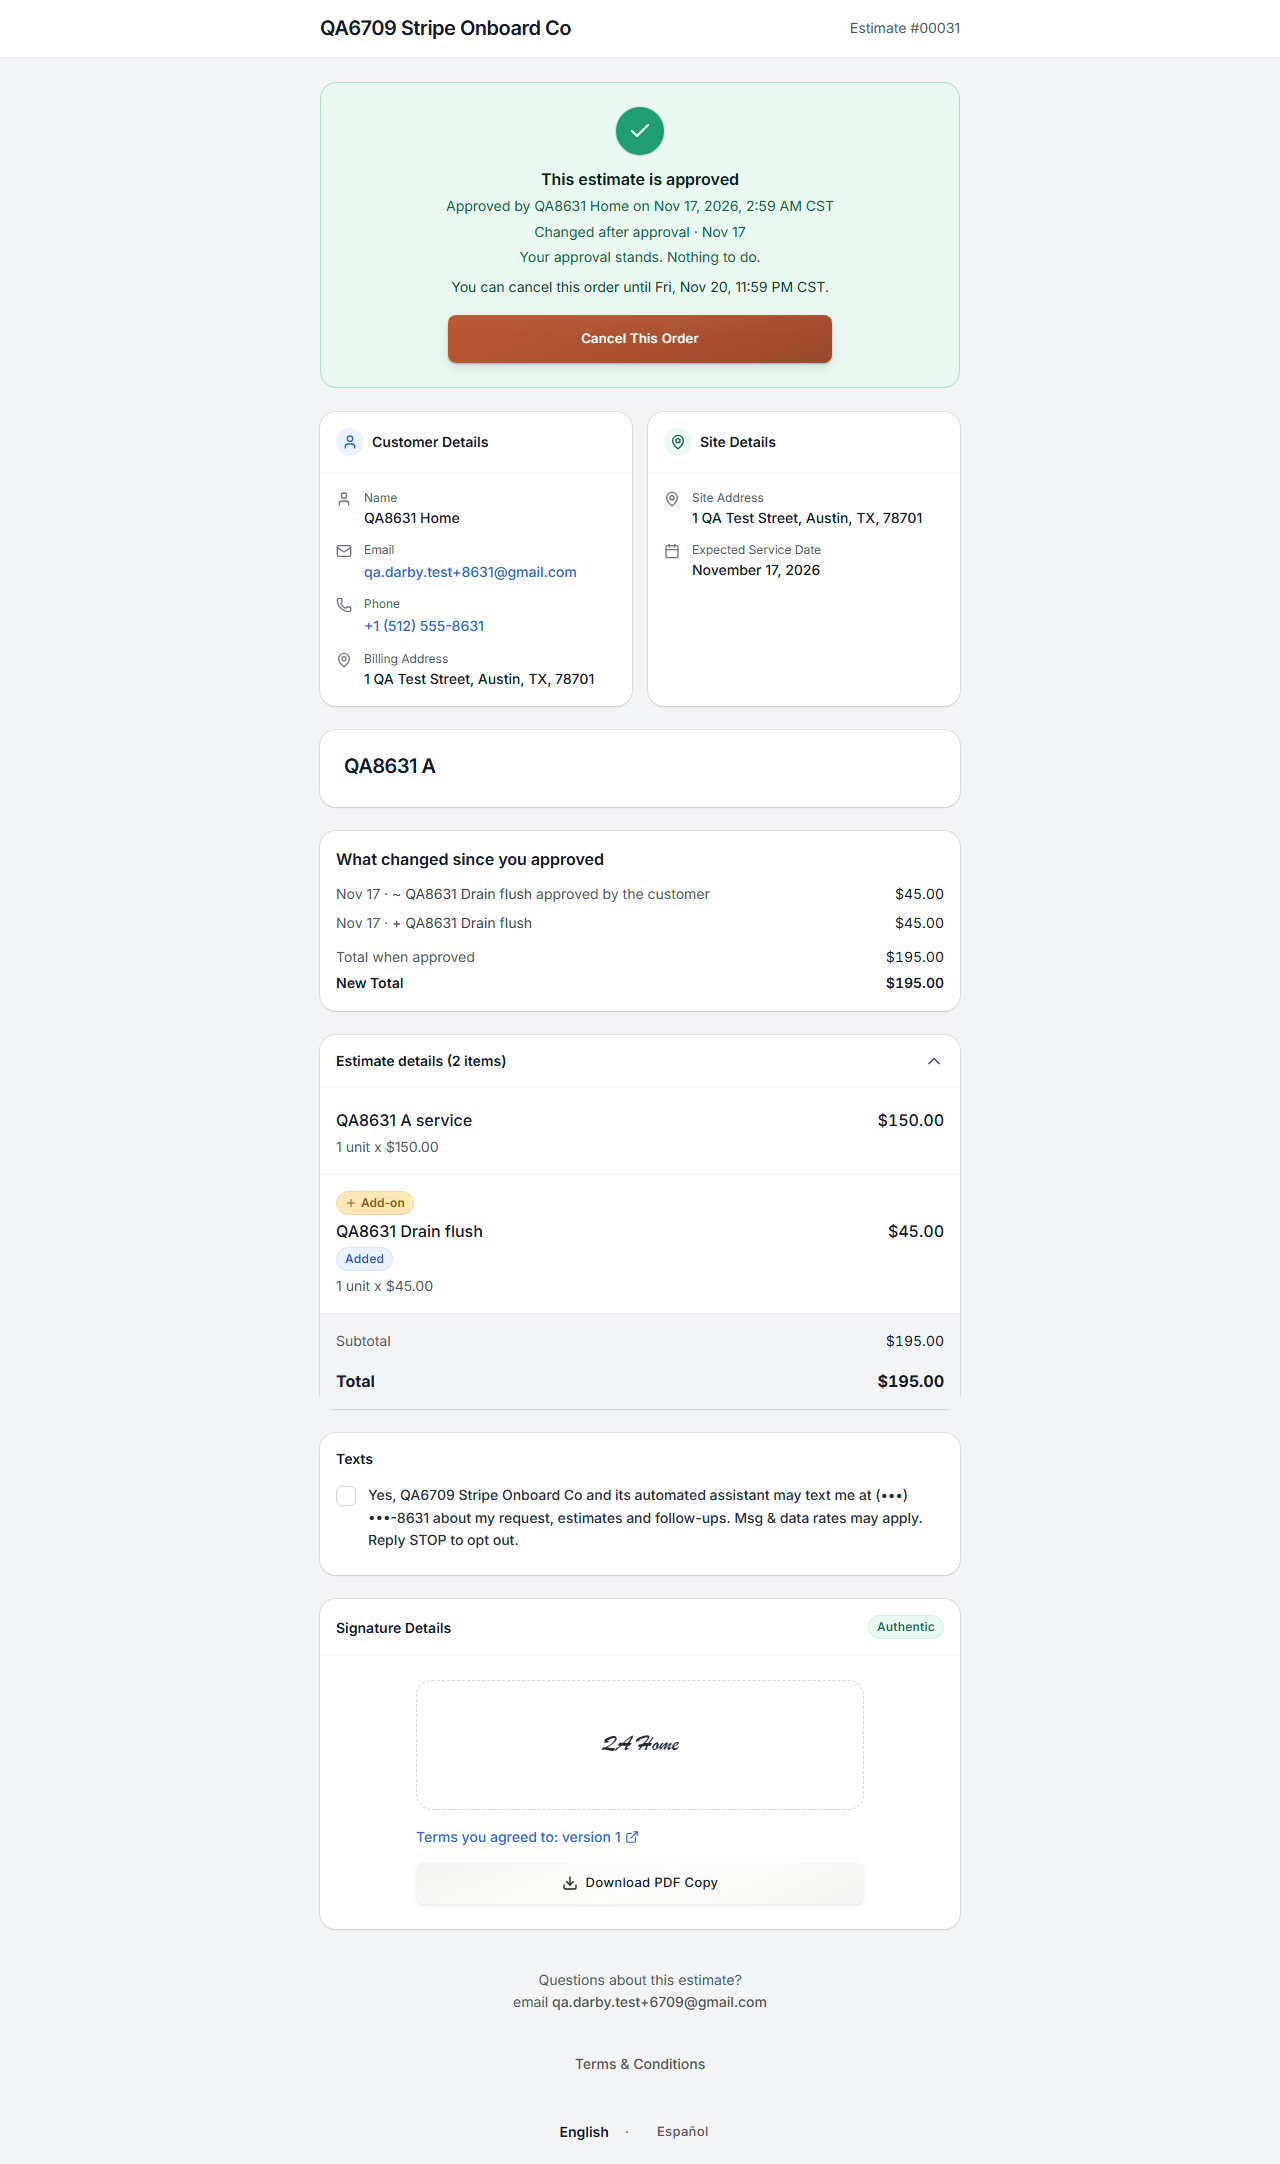 QA6709 Stripe Onboard Co
Estimate #00031
This estimate is approved
Approved by QA8631 Home on Nov 17, 2026, 2:59 AM CST
Changed after approval · Nov 17
Your approval stands. Nothing to do.
You can cancel this order until Fri, Nov 20, 11:59 PM CST.
Cancel This Order
Customer Details
Name
QA8631 Home
Email
qa.darby.test+8631@gmail.com
Phone
+1 (512) 555-8631
Billing Address
1 QA Test Street, Austin, TX, 78701
Site Details
Site Address
1 QA Test Street, Austin, TX, 78701
Expected Service Date
November 17, 2026
QA8631 A
What changed since you approved
Nov 17 · ~ QA8631 Drain flush approved by the customer $45.00
Nov 17 · + QA8631 Drain flush $45.00
Total when approved $195.00
New Total $195.00
Estimate details (2 items)
QA8631 A service $150.00
1 unit x $150.00
+ Add-on
QA8631 Drain flush $45.00
Added
1 unit x $45.00
Subtotal $195.00
Total $195.00
Texts
Yes, QA6709 Stripe Onboard Co and its automated assistant may text me at (•••)
•••-8631 about my request, estimates and follow-ups. Msg & data rates may apply.
Reply STOP to opt out.
Signature Details
Authentic
QA Home
Terms you agreed to: version 1
Download PDF Copy
Questions about this estimate?
email qa.darby.test+6709@gmail.com
Terms & Conditions
English · Español